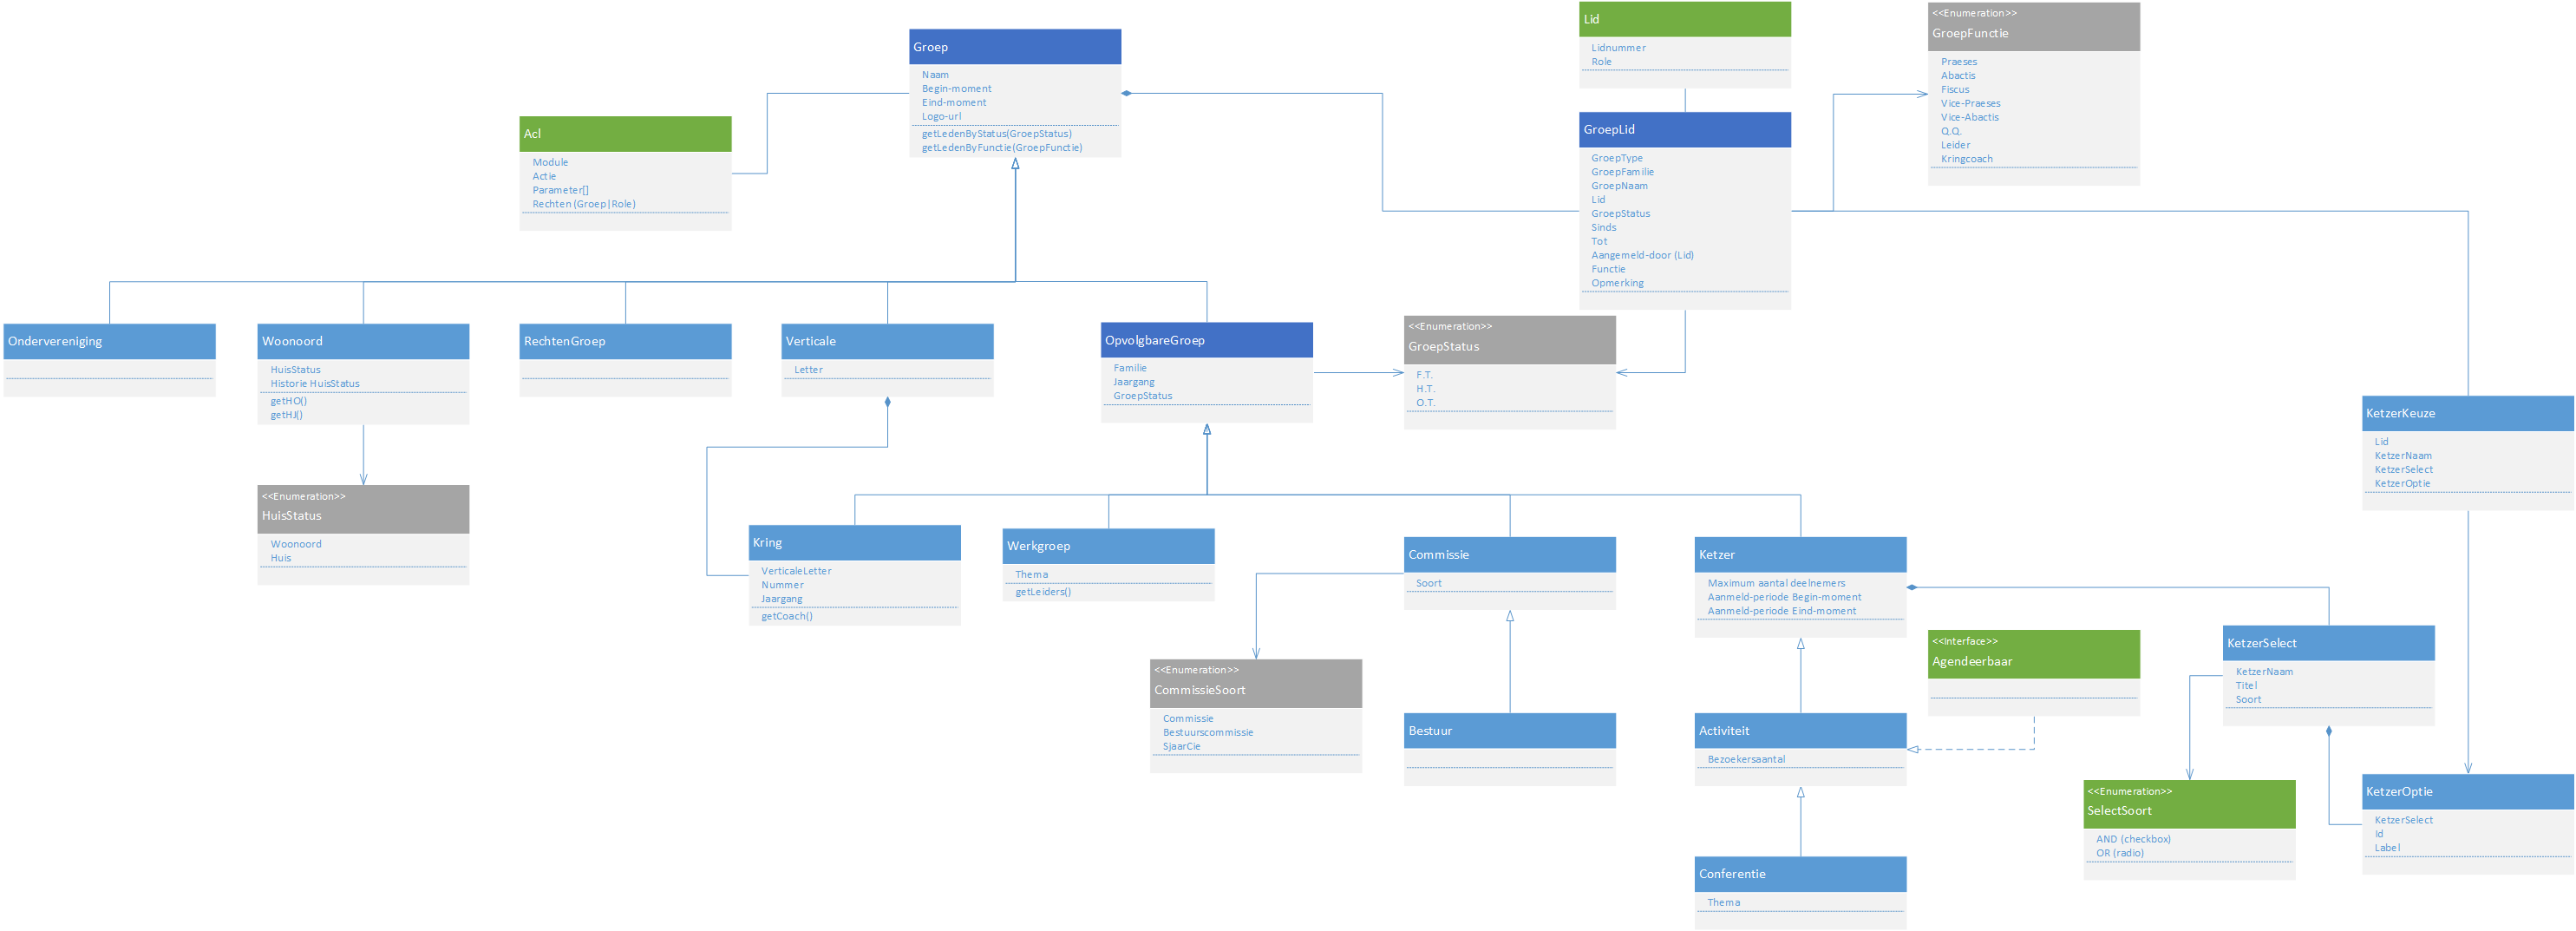 Groep
Naam
Begin-moment
Eind-moment
Logo-url
getLedenByStatus(GroepStatus)
getLedenByFunctie(GroepFunctie)
Lid
Lidnummer
Role
<<Enumeration>>
GroepFunctie
Praeses
Abactis
Fiscus
Vice-Praeses
Vice-Abactis
Q.Q.
Leider
Kringcoach
Acl
Module
Actie
Parameter[]
Rechten (Groep|Role)
GroepLid
GroepType
GroepFamilie
GroepNaam
Lid
GroepStatus
Sinds
Tot
Aangemeld-door (Lid)
Functie
Opmerking
Ondervereniging
Woonoord
HuisStatus
Historie HuisStatus
getHO()
getHJ()
RechtenGroep
Verticale
Letter
OpvolgbareGroep
Familie
Jaargang
GroepStatus
<<Enumeration>>
GroepStatus
F.T.
H.T.
O.T.
KetzerKeuze
Lid
KetzerNaam
KetzerSelect
KetzerOptie
<<Enumeration>>
HuisStatus
Woonoord
Huis
Kring
VerticaleLetter
Nummer
Jaargang
getCoach()
Werkgroep
Thema
getLeiders()
Commissie
Soort
Ketzer
Maximum aantal deelnemers
Aanmeld-periode Begin-moment
Aanmeld-periode Eind-moment
<<Interface>>
Agendeerbaar
KetzerSelect
KetzerNaam
Titel
Soort
<<Enumeration>>
CommissieSoort
Commissie
Bestuurscommissie
SjaarCie
Bestuur
Activiteit
Bezoekersaantal
<<Enumeration>>
SelectSoort
AND (checkbox)
OR (radio)
KetzerOptie
KetzerSelect
Id
Label
Conferentie
Thema